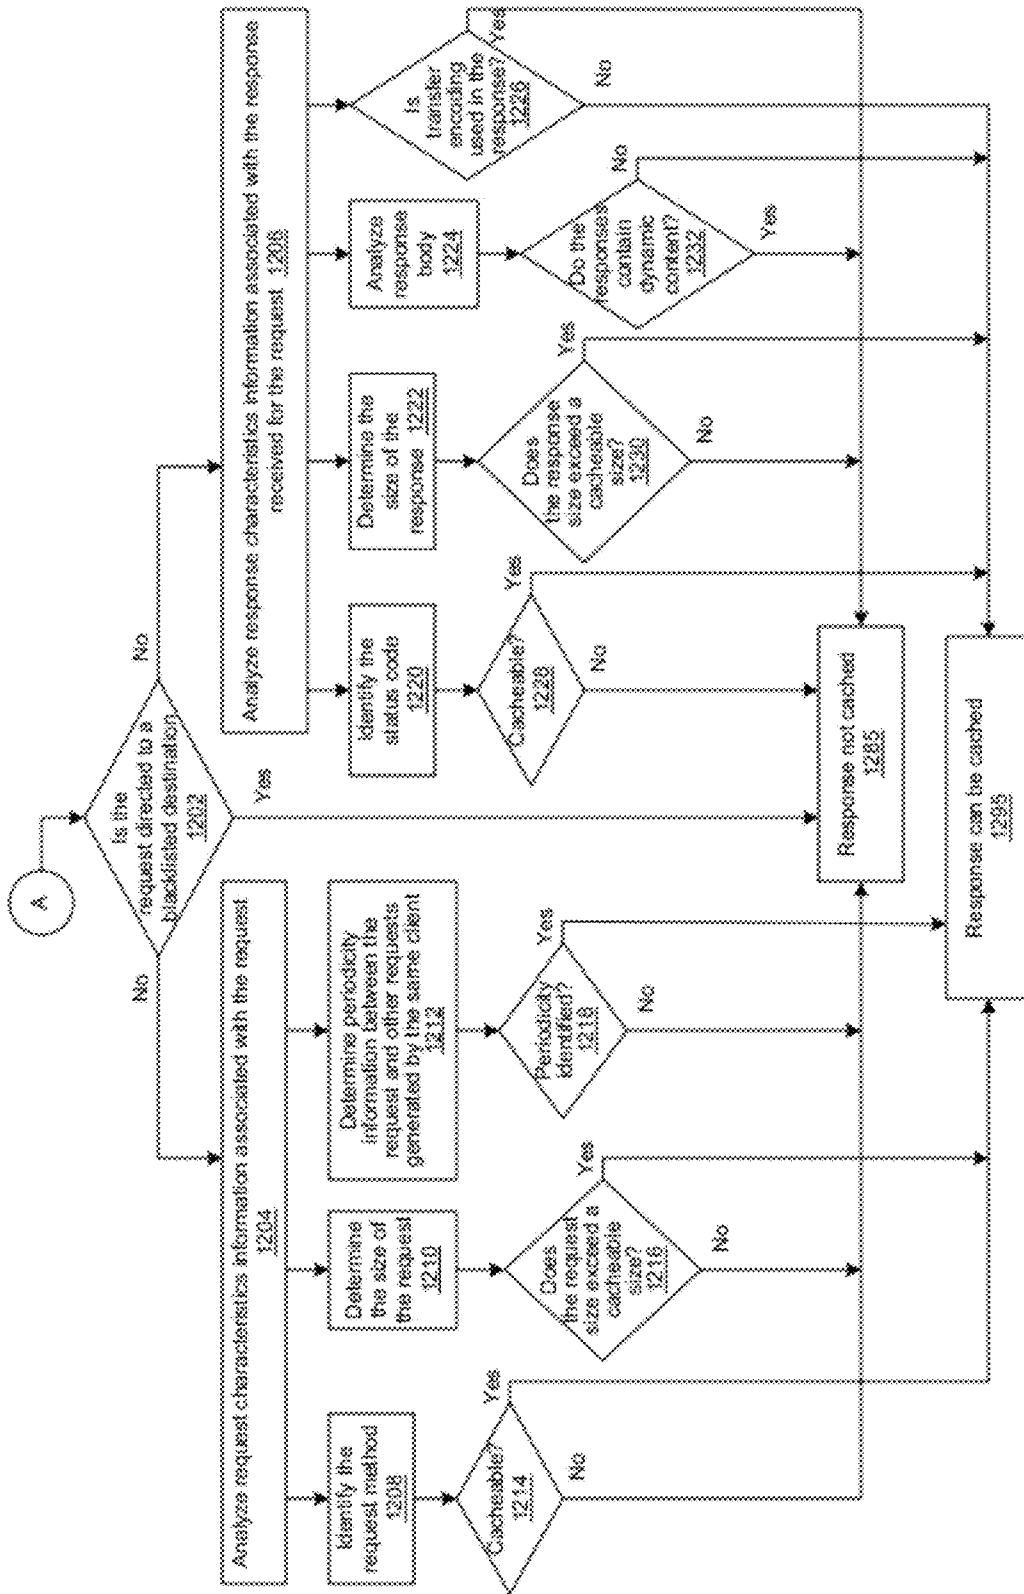 A
Is the
request directed to a
blacklisted destination
1202
No
No
Yes
Analyze request characteristics information associated with the request
1204
Analyze response characteristics information associated with the response
received for the request 1206
Identify the
request method
1208
Determine
the size of
the request
1210
Determine periodicity
information between the
request and other requests
generated by the same client
1212
Identify the
status code
1220
Determine the
size of the
response 1222
Analyze
response
body
1224
Is
transfer
encoding
used in the
response?
1226
Yes
No
Cacheable?
1214
Yes
No
Does
the request
size exceed a
cacheable
size?
1216
Yes
No
Periodicity
identified?
1218
Yes
No
Cacheable?
1228
Yes
No
Does
the response
size exceed a
cacheable
size?
1230
Yes
No
Do the
responses
contain
dynamic
content?
1232
No
Yes
Response not cached
1285
Response can be cached
1295